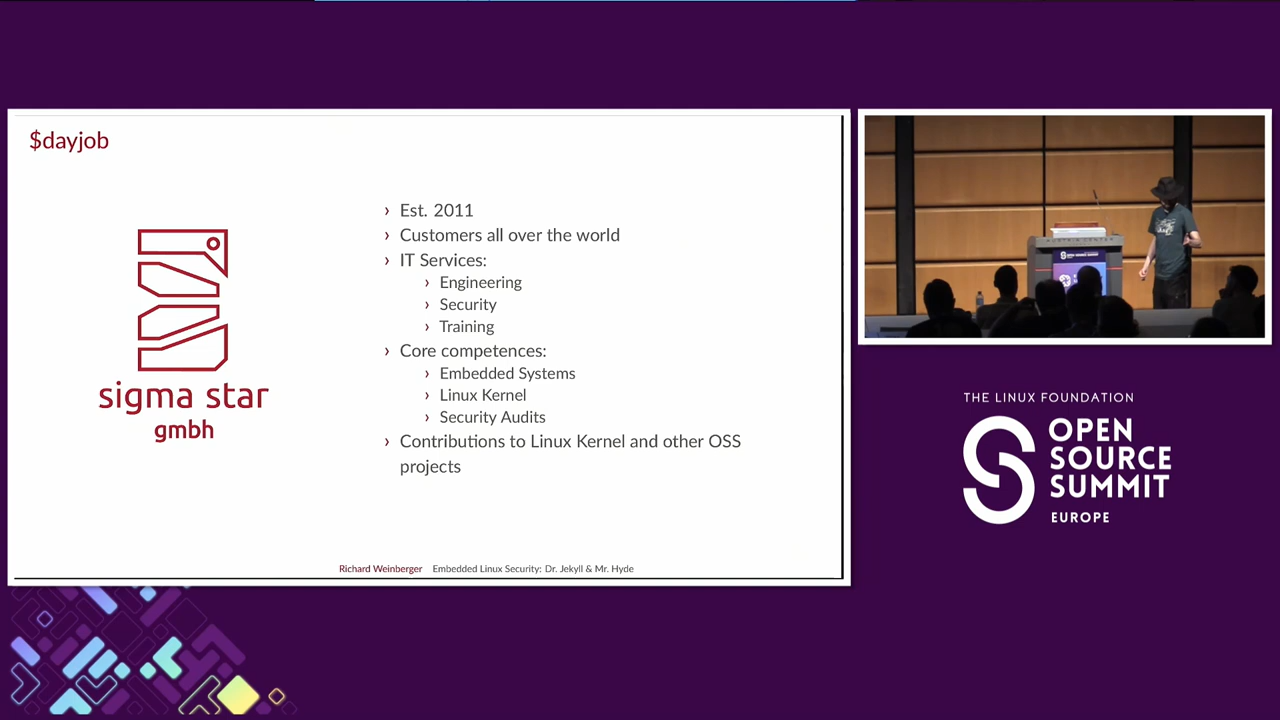 $dayjob
sigma star
gmbh
› Est. 2011
› Customers all over the world
› IT Services:
› Engineering
› Security
› Training
› Core competences:
› Embedded Systems
› Linux Kernel
› Security Audits
› Contributions to Linux Kernel and other OSS
projects
Richard Weinberger Embedded Linux Security: Dr. Jekyll & Mr. Hyde
THE LINUX FOUNDATION
OPEN
SOURCE
SUMMIT
EUROPE